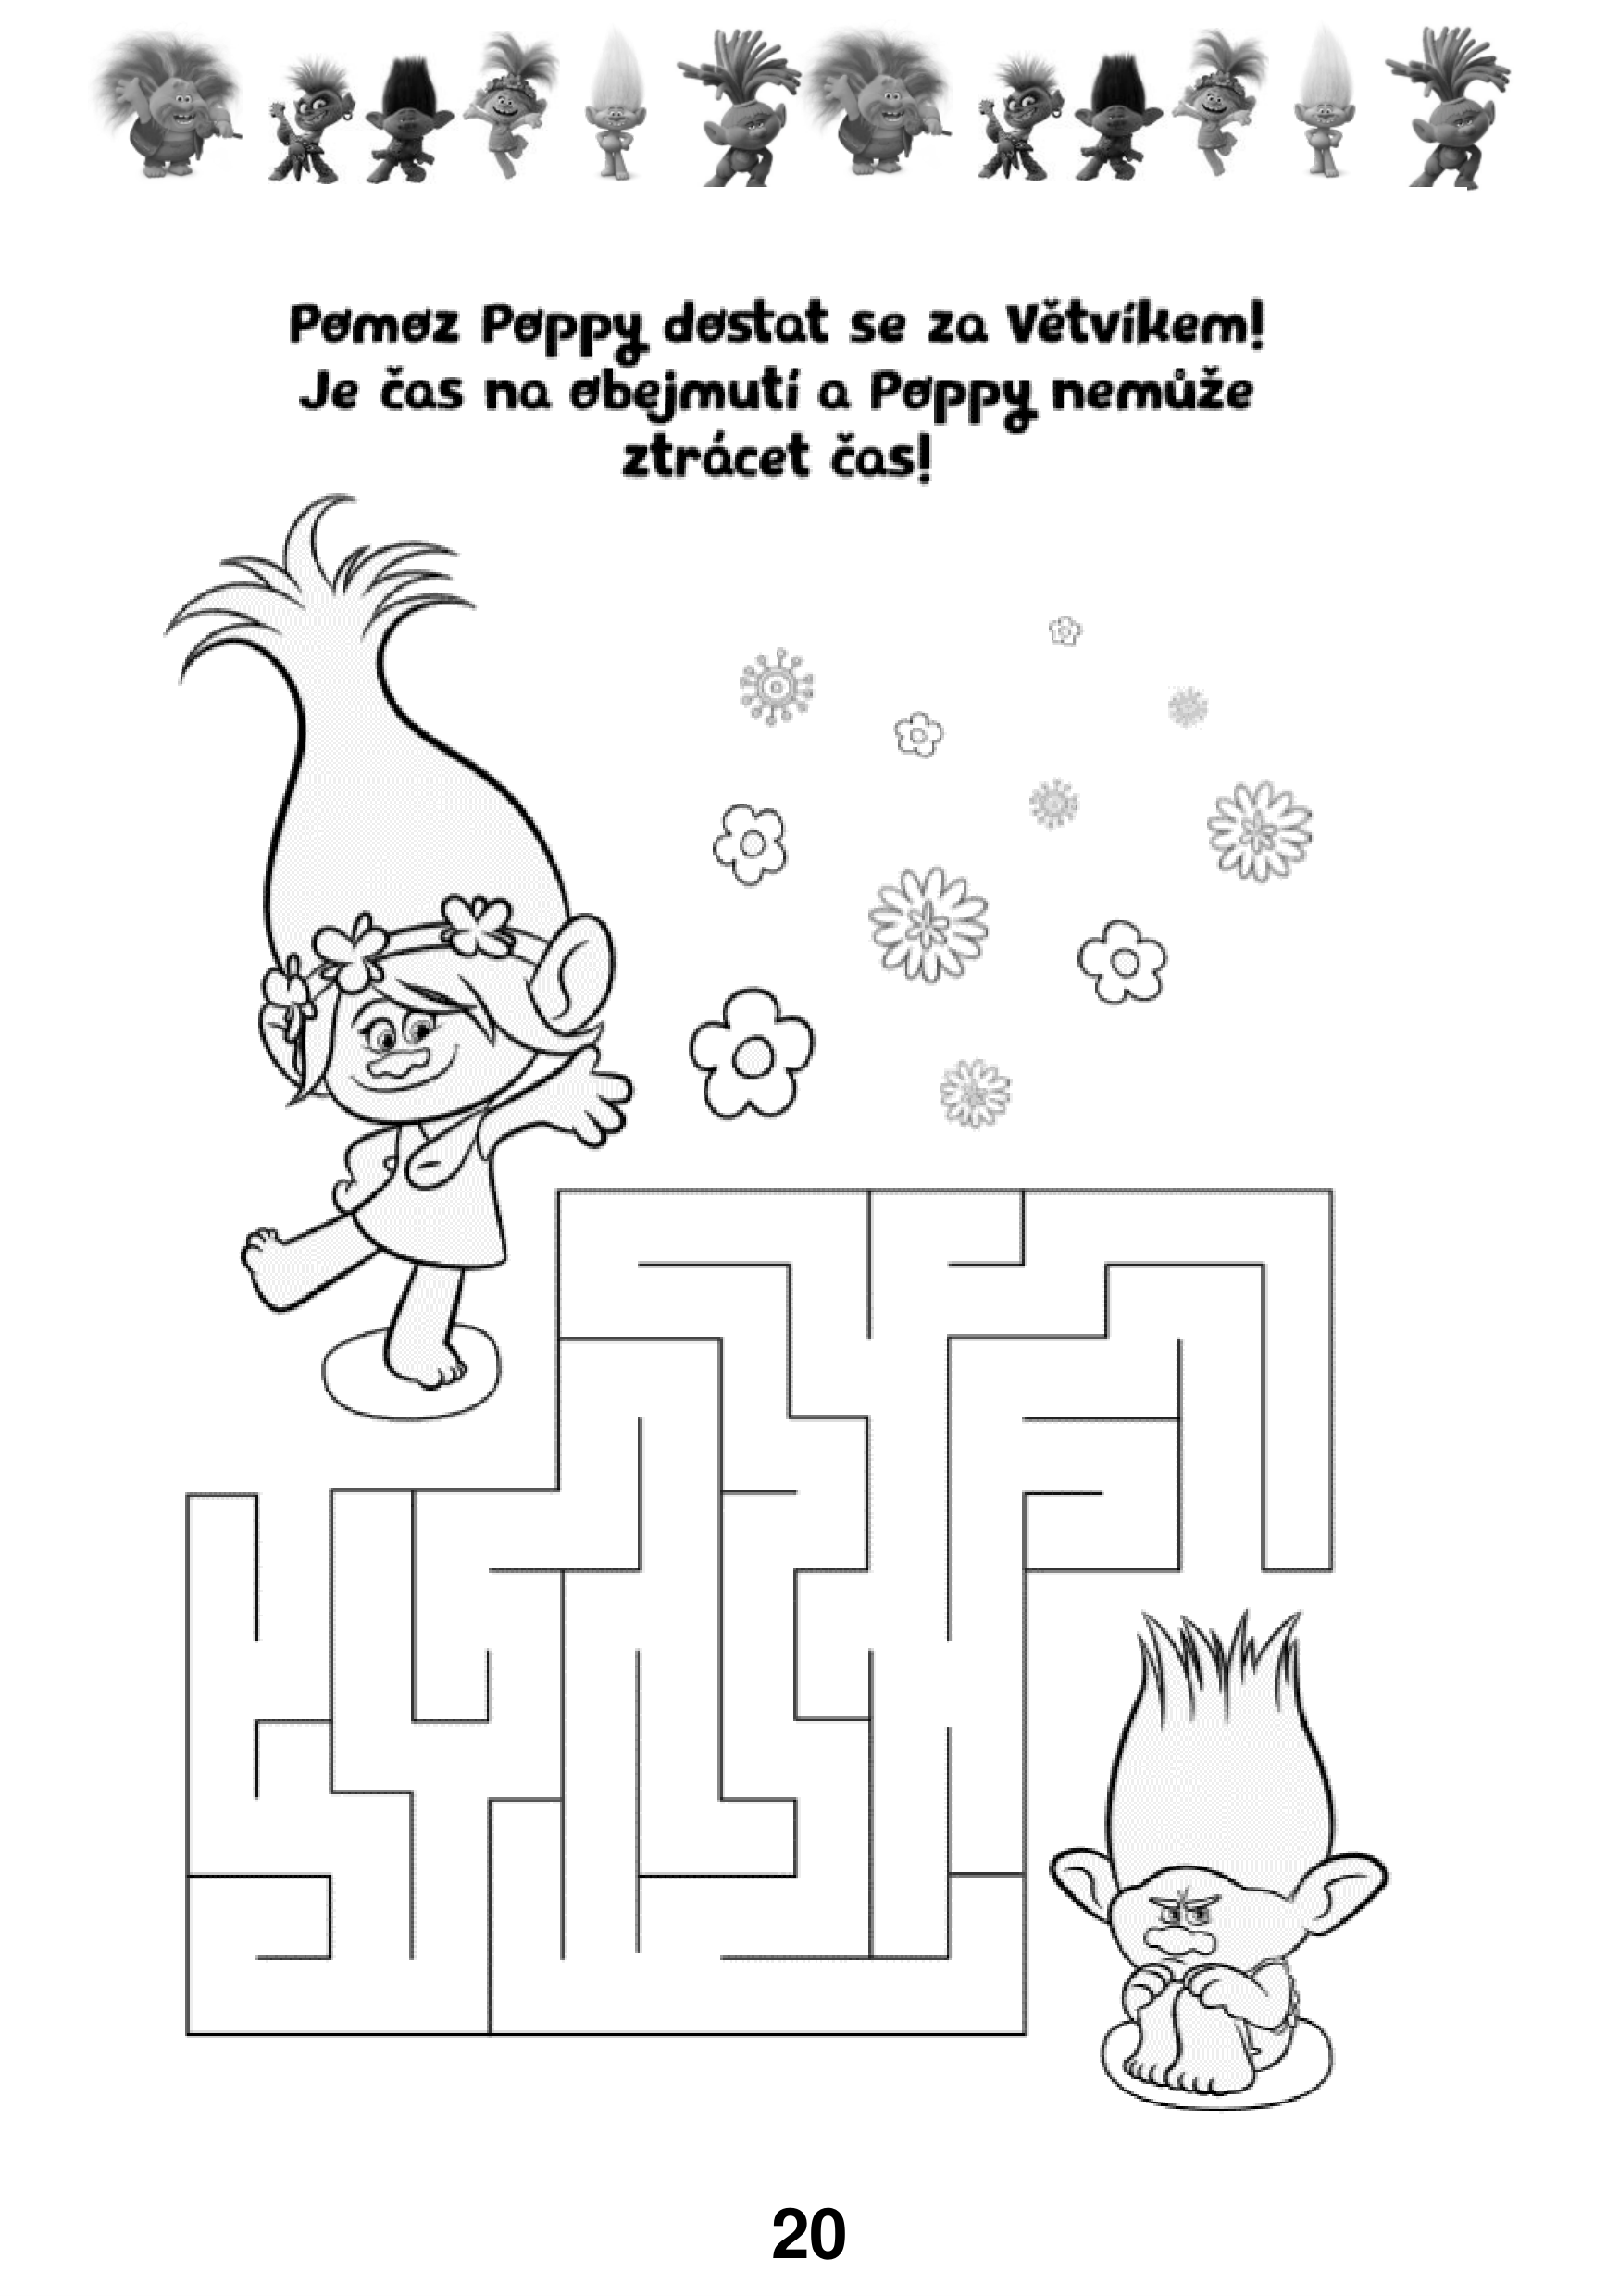 Pomoz Poppy dostat se za Větvíkem!
Je čas na obejmutí a Poppy nemůže
ztrácet čas!
20